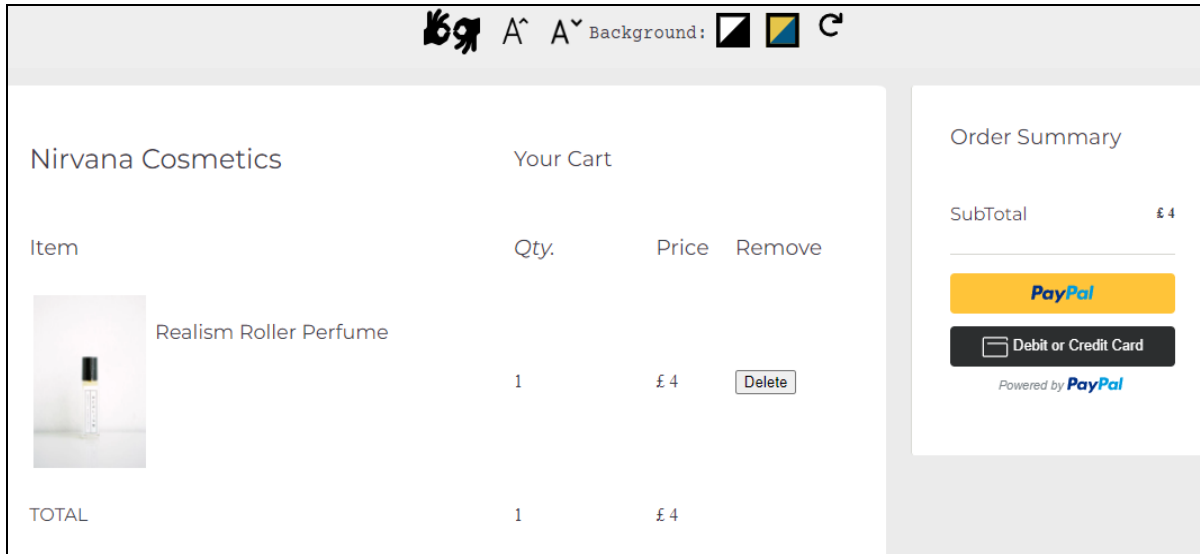 A^ A˅ Background:
Nirvana Cosmetics Your Cart
Item Qty. Price Remove
Realism Roller Perfume
1 £ 4 Delete
TOTAL 1 £ 4
Order Summary
SubTotal £ 4
PayPal
Debit or Credit Card
Powered by PayPal